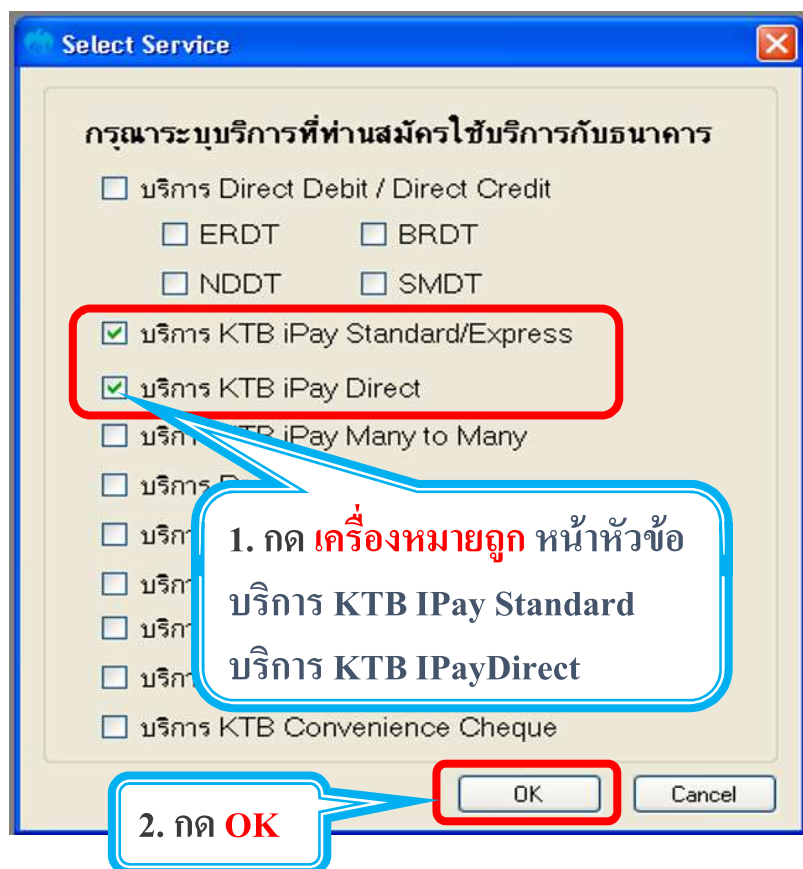 Select Service
กรุณาระบุบริการที่ท่านสมัครใช้บริการกับธนาคาร
บริการ Direct Debit / Direct Credit
ERDT BRDT
NDDT SMDT
บริการ KTB iPay Standard/Express
บริการ KTB iPay Direct
iPay Many to Many
บริการ
1. กด เครื่องหมายถูก หน้าหัวข้อ
บริการ KTB IPay Standard
บริการ KTB IPayDirect
บริการ KTB Convenience Cheque
OK Cancel
2. กด OK